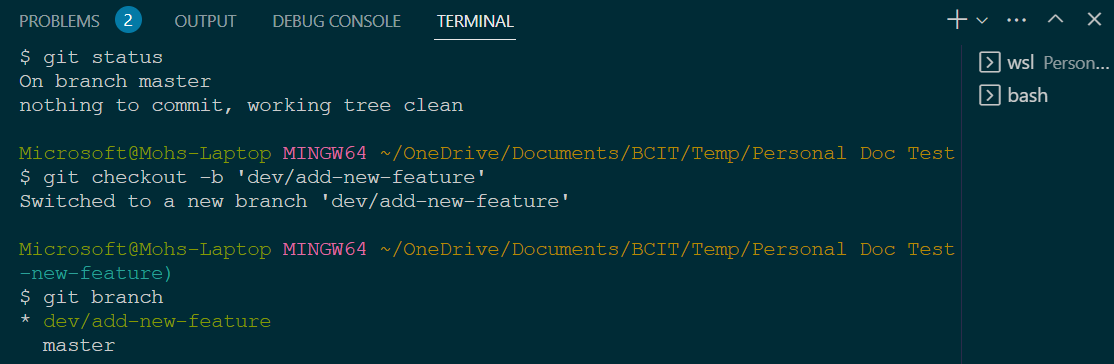 PROBLEMS 2 OUTPUT DEBUG CONSOLE TERMINAL
$ git status
On branch master
nothing to commit, working tree clean
Microsoft@Mohs-Laptop MINGW64 ~/OneDrive/Documents/BCIT/Temp/Personal Doc Test
$ git checkout -b 'dev/add-new-feature'
Switched to a new branch 'dev/add-new-feature'
Microsoft@Mohs-Laptop MINGW64 ~/OneDrive/Documents/BCIT/Temp/Personal Doc Test
-new-feature)
$ git branch
* dev/add-new-feature
master
wsl Person...
bash